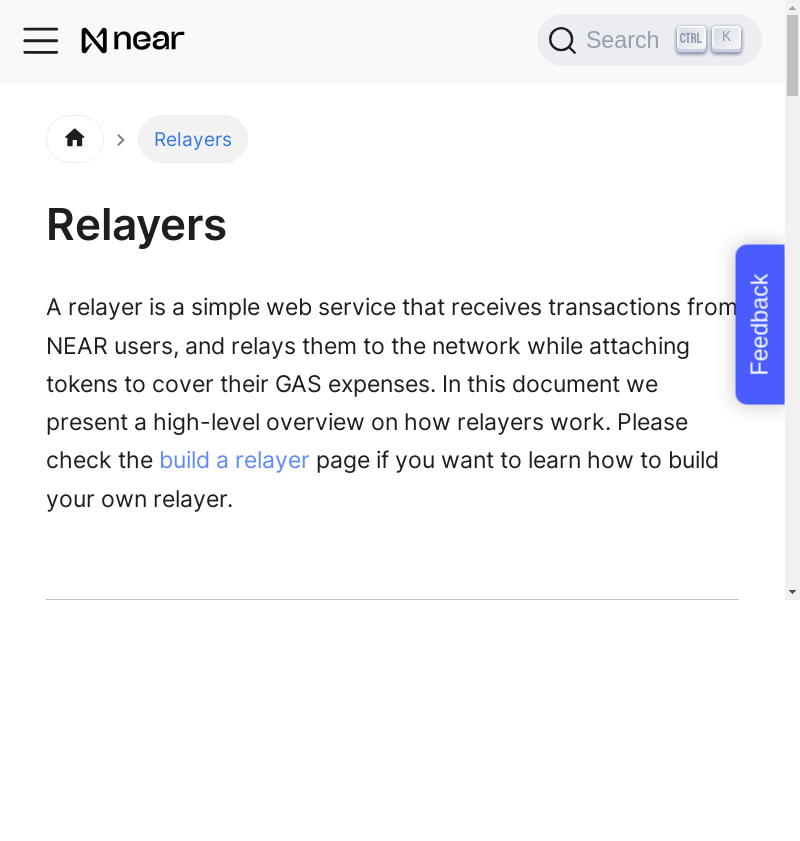 near
Search CTRL K
Relayers
Relayers
A relayer is a simple web service that receives transactions from
NEAR users, and relays them to the network while attaching
tokens to cover their GAS expenses. In this document we
present a high-level overview on how relayers work. Please
check the build a relayer page if you want to learn how to build
your own relayer.
Feedback